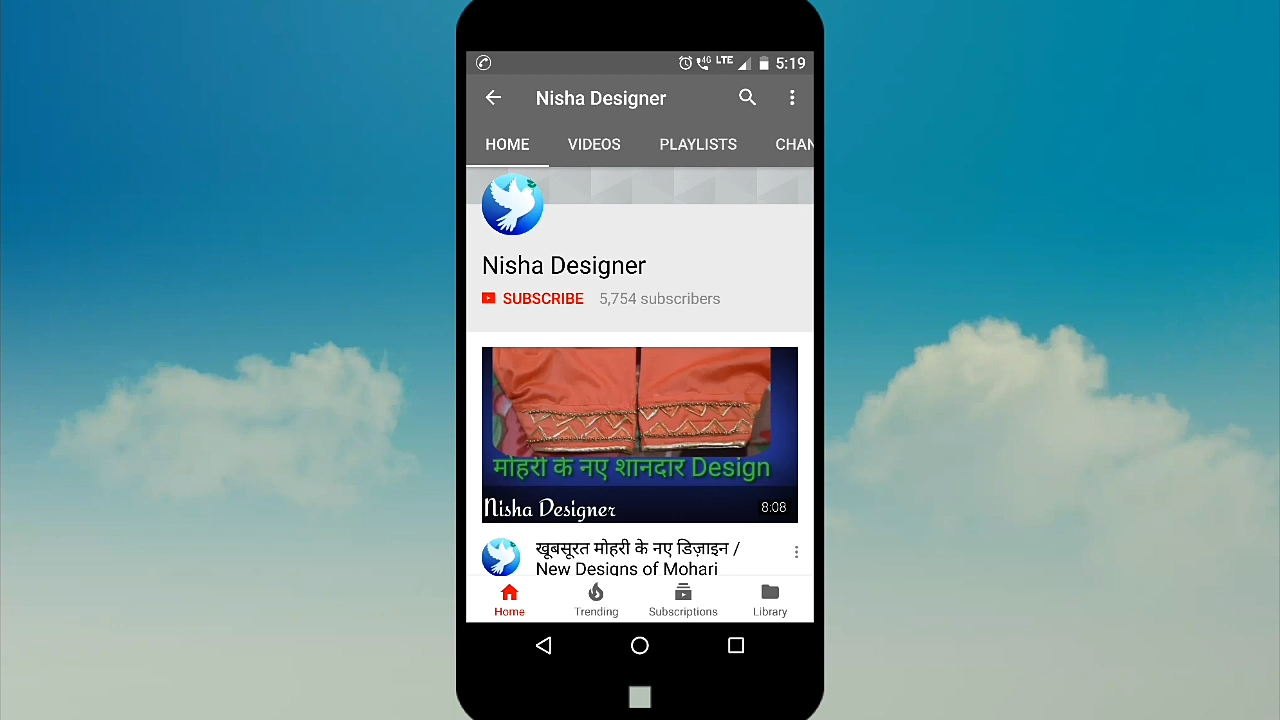 4G LTE 5:19
Nisha Designer
HOME VIDEOS PLAYLISTS CHAN
Nisha Designer
SUBSCRIBE 5,754 subscribers
मोहरी के नए शानदार Design
Nisha Designer 8:08
खूबसूरत मोहरी के नए डिज़ाइन /
New Designs of Mohari
Home Trending Subscriptions Library